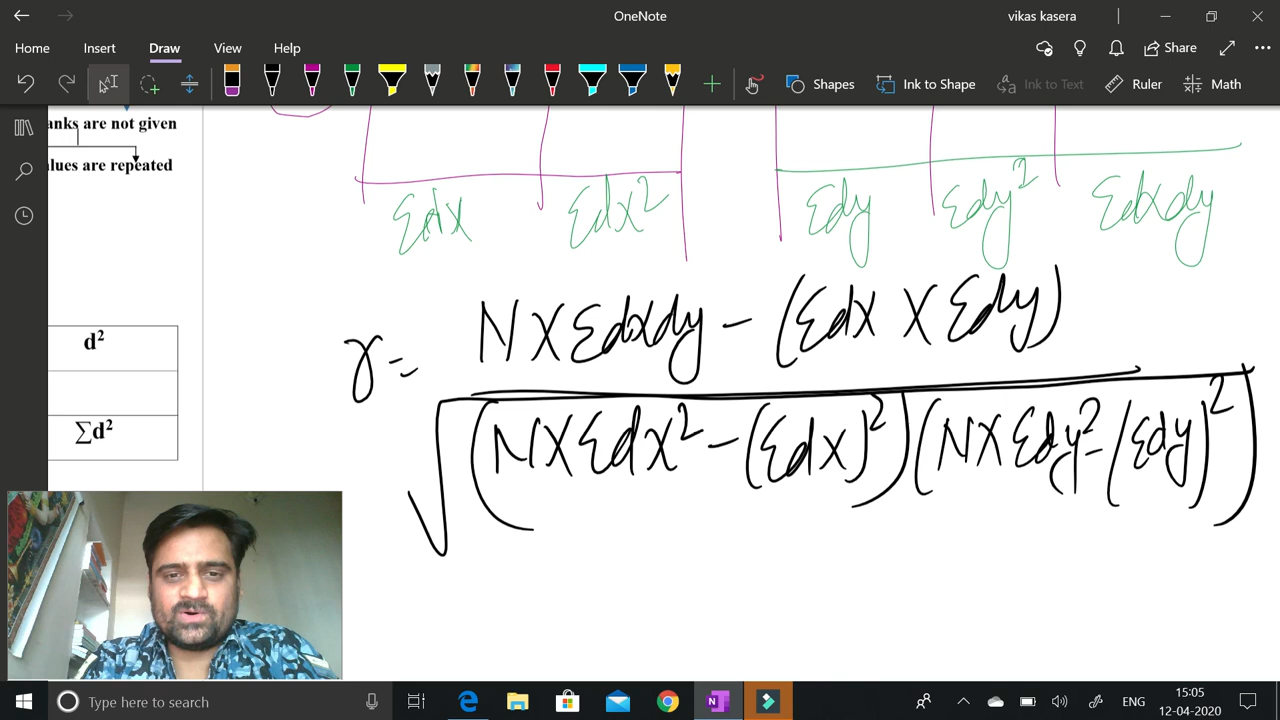 OneNote
vikas kasera
Home Insert Draw View Help
Share
Shapes Ink to Shape Ink to Text Ruler Math
anks are not given
lues are repeated
Σdx Σdx² Σdy Σdy² Σdxdy
r = N X Σdxdy - (Σdx X Σdy)
√(N X Σdx² - (Σdx)²) (N X Σdy² - (Σdy)²)
d²
∑d²
Type here to search
ENG
15:05
12-04-2020